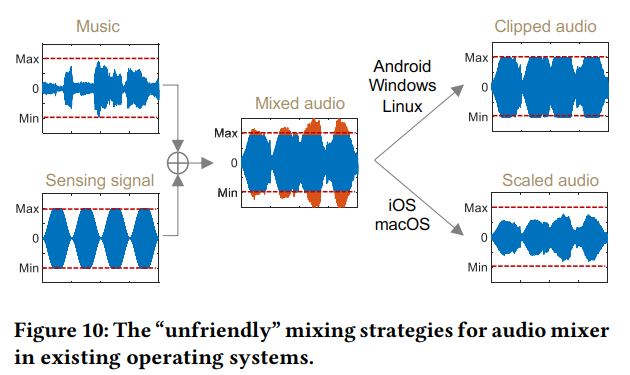 Music
Max
0
Min
Sensing signal
Max
0
Min
Mixed audio
Max
0
Min
Android
Windows
Linux
iOS
macOS
Clipped audio
Max
0
Min
Scaled audio
Max
0
Min
Figure 10: The “unfriendly” mixing strategies for audio mixer
in existing operating systems.